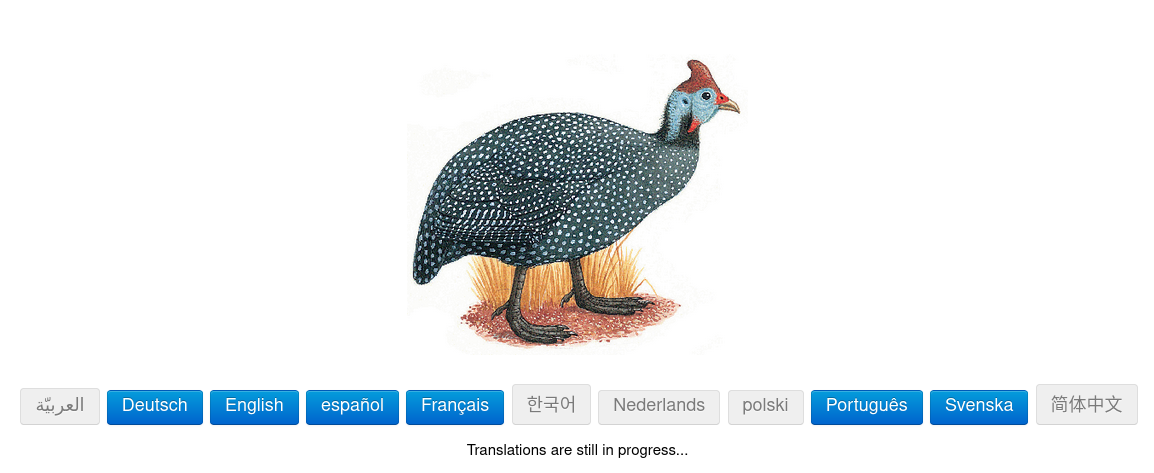 العربيّة Deutsch English español Français 한국어 Nederlands polski Português Svenska 简体中文
Translations are still in progress...